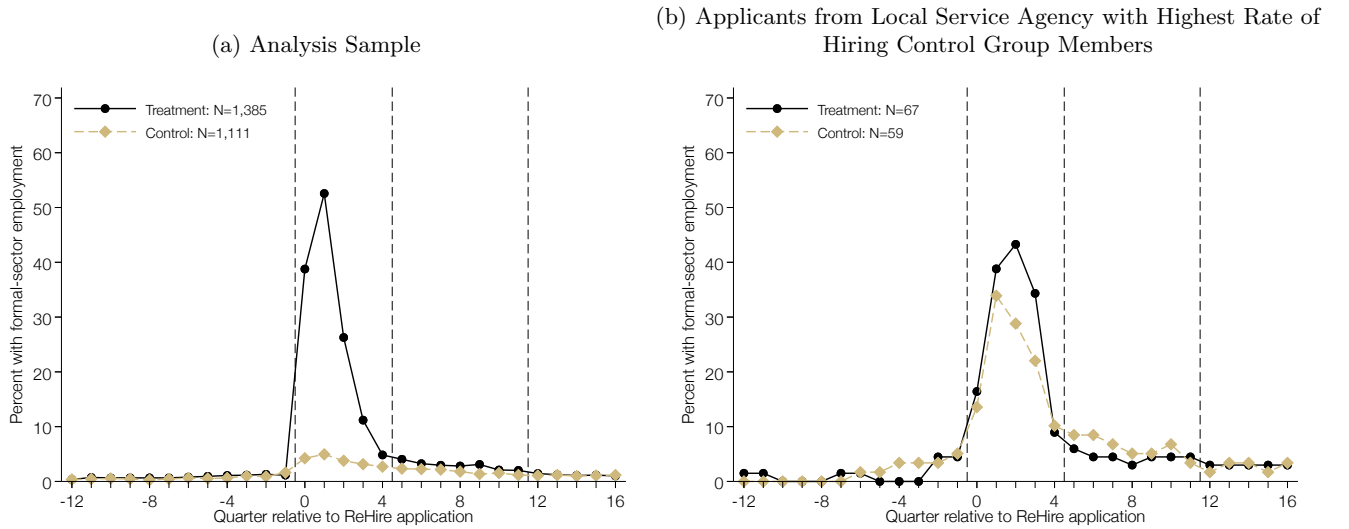 (a) Analysis Sample
70
60
50
40
30
20
10
0
Percent with formal-sector employment
Treatment: N=1,385
Control: N=1,111
-12 -8 -4 0 4 8 12 16
Quarter relative to ReHire application
(b) Applicants from Local Service Agency with Highest Rate of
Hiring Control Group Members
70
60
50
40
30
20
10
0
Percent with formal-sector employment
Treatment: N=67
Control: N=59
-12 -8 -4 0 4 8 12 16
Quarter relative to ReHire application